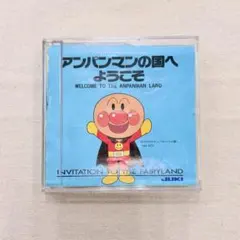 アンパンマンの国へ
ようこそ
WELCOME TO THE ANPANMAN LAND
INVITATION FOR THE FAIRYLAND
JUKI